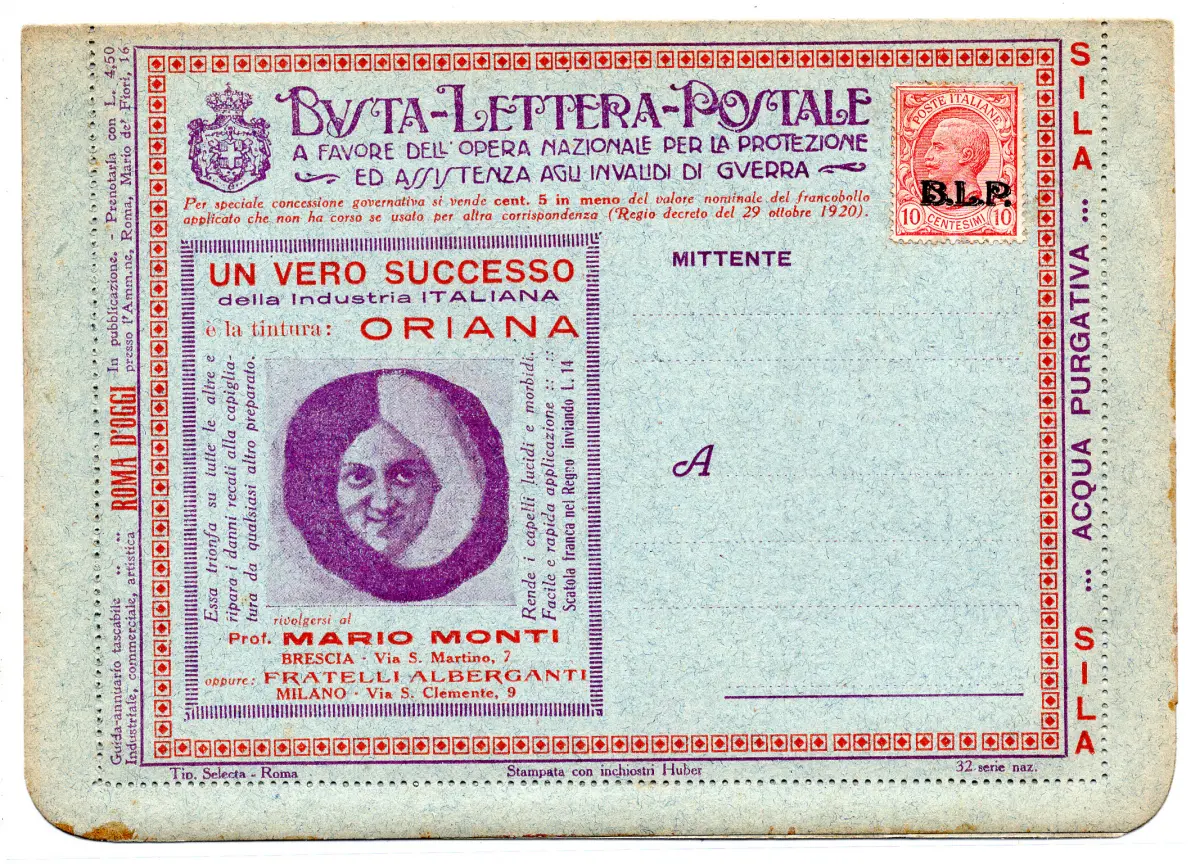 BVSTA-LETTERA-POSTALE
A FAVORE DELL'OPERA NAZIONALE PER LA PROTEZIONE
ED ASSISTENZA AGLI INVALIDI DI GVERRA
Per speciale concessione governativa si vende cent. 5 in meno del valore nominale del francobollo
applicato che non ha corso se usato per altra corrispondenza (Regio decreto del 29 ottobre 1920).
POSTE ITALIANE
B.L.P.
10 CENTESIMI 10
UN VERO SUCCESSO
della Industria ITALIANA
è la tintura: ORIANA
Essa trionfa su tutte le altre e
ripara i danni recati alla capiglia-
tura da qualsiasi altro preparato.
Rende i capelli lucidi e morbidi.
Facile e rapida applicazione :: ::
Scatola franca nel Regno inviando L. 14
rivolgersi al
Prof. MARIO MONTI
BRESCIA - Via S. Martino, 7
oppure: FRATELLI ALBERGANTI
MILANO - Via S. Clemente, 9
MITTENTE
A
Guida-annuario tascabile .. .. ROMA D'OGGI In pubblicazione. - Prenotarla con L. 4,50
Industriale, commerciale, artistica presso l'Amm.ne, Roma, Mario de' Fiori, 16
SILA ... ACQUA PURGATIVA ... SILA
Tip. Selecta - Roma
Stampata con inchiostri Huber
32 serie naz.